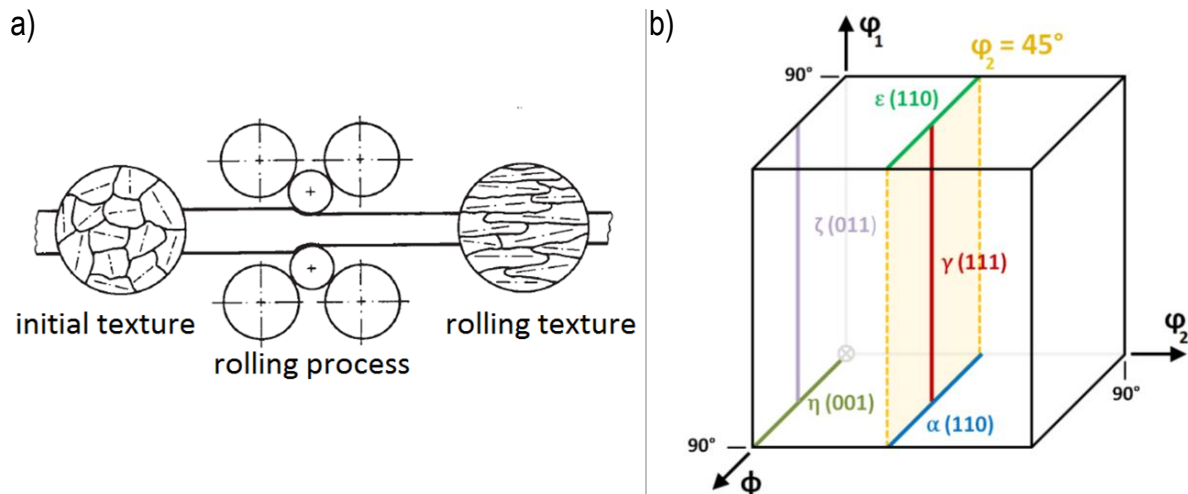 a)
initial texture
rolling process
rolling texture
b)
φ₁
φ₂ = 45°
90°
ε (110)
ζ (011)
γ (111)
φ₂
η (001)
α (110)
90°
90°
Φ